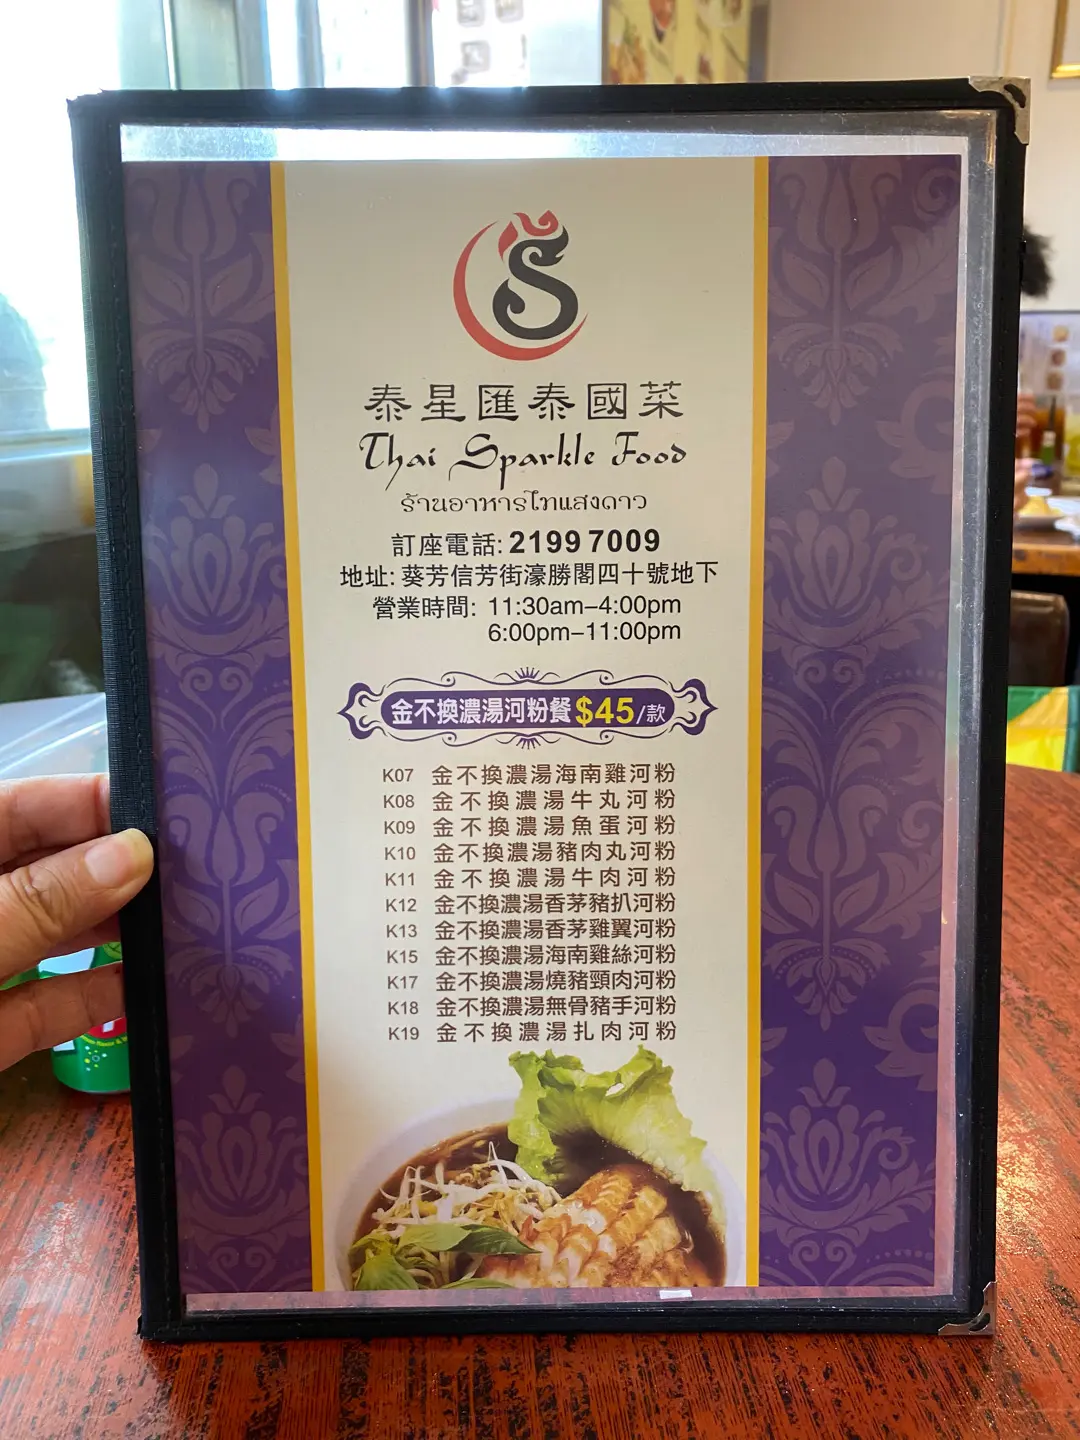 泰星匯泰國菜
Thai Sparkle Food
ร้านอาหารไทแสงดาว
訂座電話: 2199 7009
地址: 葵芳信芳街濠勝閣四十號地下
營業時間: 11:30am–4:00pm
6:00pm–11:00pm
金不換濃湯河粉餐 $45/款
K07 金不換濃湯海南雞河粉
K08 金不換濃湯牛丸河粉
K09 金不換濃湯魚蛋河粉
K10 金不換濃湯豬肉丸河粉
K11 金不換濃湯牛肉河粉
K12 金不換濃湯香茅豬扒河粉
K13 金不換濃湯香茅雞翼河粉
K15 金不換濃湯海南雞絲河粉
K17 金不換濃湯燒豬頸肉河粉
K18 金不換濃湯無骨豬手河粉
K19 金不換濃湯扎肉河粉